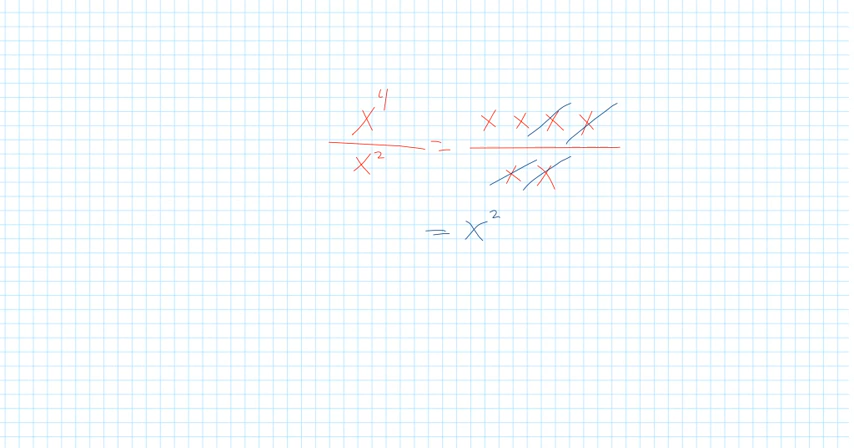 x⁴/x² = x x x x / x x
= x²